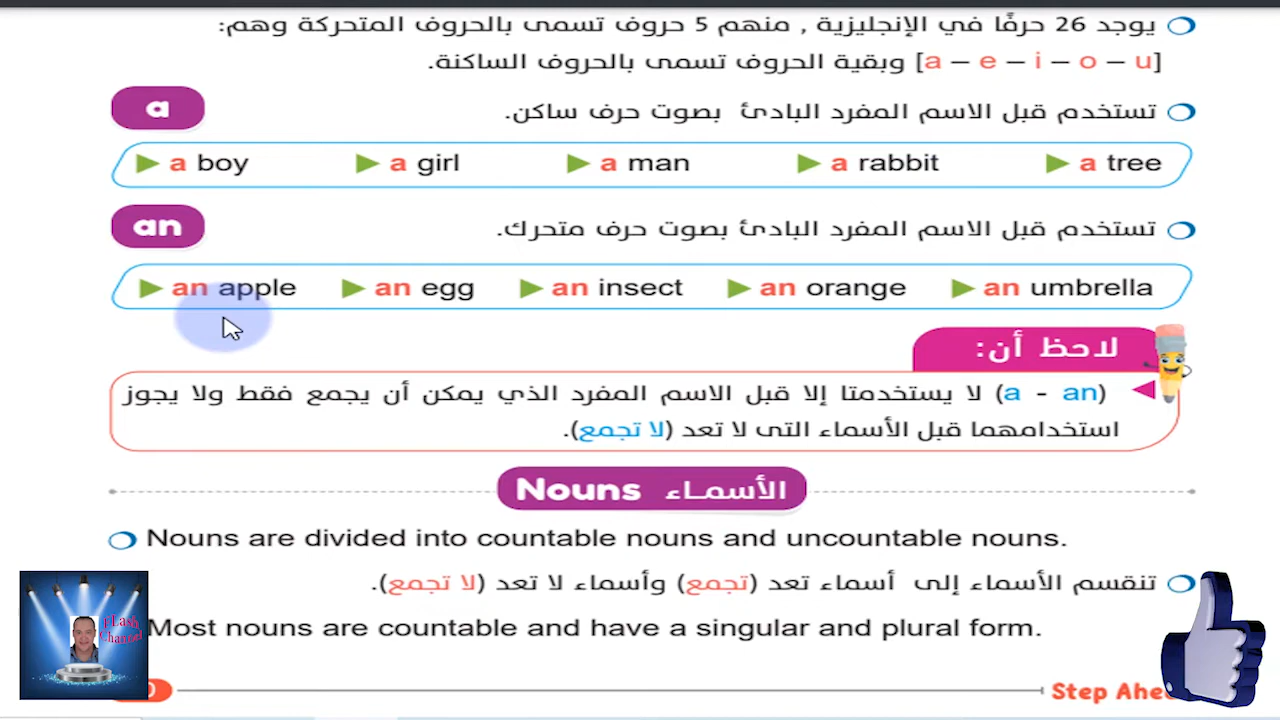 يوجد 26 حرفًا في الإنجليزية , منهم 5 حروف تسمى بالحروف المتحركة وهم:
[a – e – i – o – u] وبقية الحروف تسمى بالحروف الساكنة.
a
تستخدم قبل الاسم المفرد البادئ بصوت حرف ساكن.
a boy a girl a man a rabbit a tree
an
تستخدم قبل الاسم المفرد البادئ بصوت حرف متحرك.
an apple an egg an insect an orange an umbrella
لاحظ أن:
(a - an) لا يستخدمتا إلا قبل الاسم المفرد الذي يمكن أن يجمع فقط ولا يجوز
استخدامهما قبل الأسماء التى لا تعد (لا تجمع).
Nouns الأسمـاء
Nouns are divided into countable nouns and uncountable nouns.
تنقسم الأسماء إلى أسماء تعد (تجمع) وأسماء لا تعد (لا تجمع).
Most nouns are countable and have a singular end plural form.
FLash Channel
Step